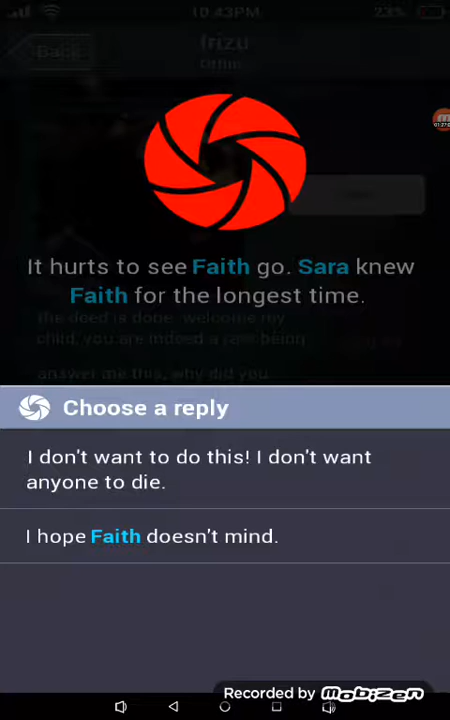 10:43PM
23%
Back
frizu
It hurts to see Faith go. Sara knew
Faith for the longest time.
the deed is done. welcome my
child, you are indeed a rare being
answer me this, why did you
Choose a reply
I don't want to do this! I don't want
anyone to die.
I hope Faith doesn't mind.
Recorded by Mobizen